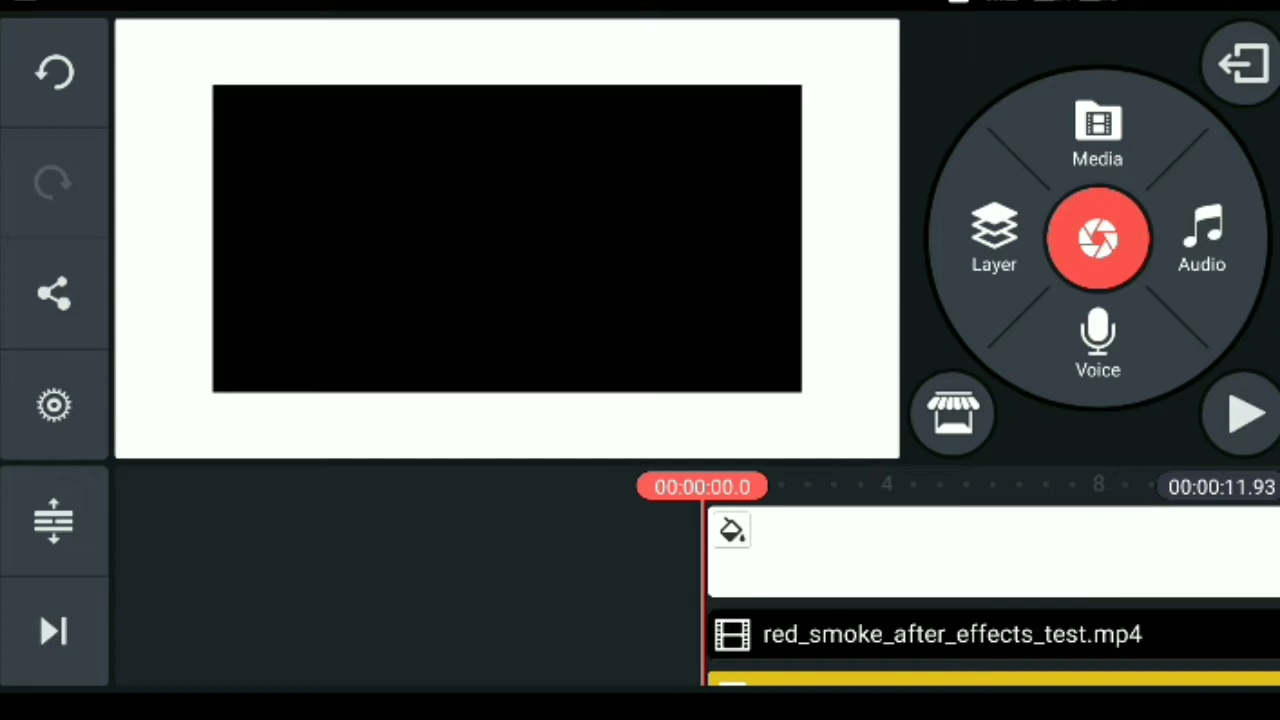 Media
Layer
Audio
Voice
00:00:00.0
4
8
00:00:11.93
red_smoke_after_effects_test.mp4